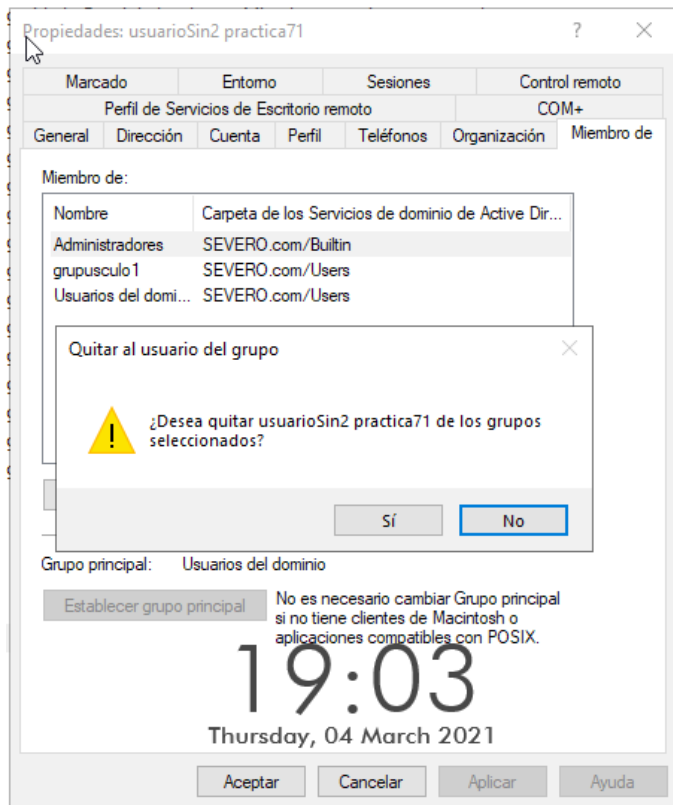 Propiedades: usuarioSin2 practica71
?
Marcado Entorno Sesiones Control remoto
Perfil de Servicios de Escritorio remoto COM+
General Dirección Cuenta Perfil Teléfonos Organización Miembro de
Miembro de:
Nombre Carpeta de los Servicios de dominio de Active Dir...
Administradores SEVERO.com/Builtin
grupusculo1 SEVERO.com/Users
Usuarios del domi... SEVERO.com/Users
Quitar al usuario del grupo
¿Desea quitar usuarioSin2 practica71 de los grupos
seleccionados?
Sí No
Grupo principal: Usuarios del dominio
Establecer grupo principal
No es necesario cambiar Grupo principal
si no tiene clientes de Macintosh o
aplicaciones compatibles con POSIX.
19:03
Thursday, 04 March 2021
Aceptar Cancelar Aplicar Ayuda